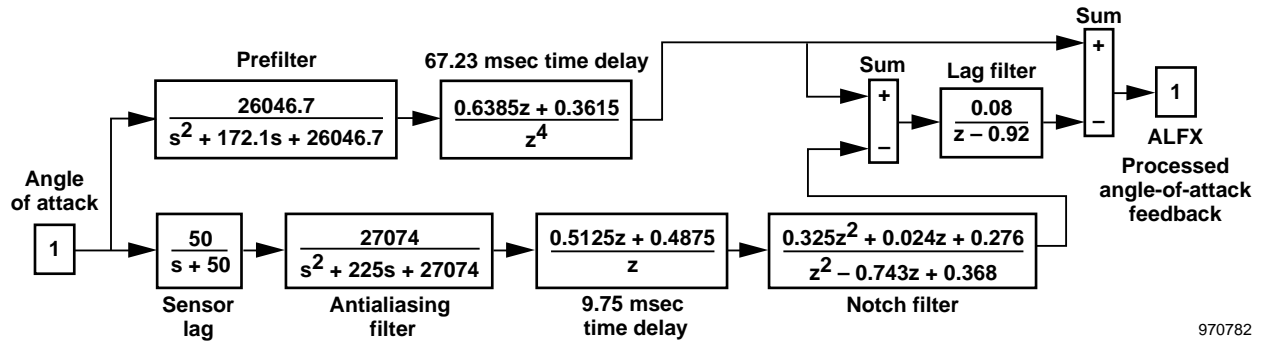 Prefilter
26046.7
s2 + 172.1s + 26046.7
67.23 msec time delay
0.6385z + 0.3615
z4
Sum
+
–
Lag filter
0.08
z – 0.92
Sum
+
–
1
ALFX
Processed
angle-of-attack
feedback
Angle
of attack
1
50
s + 50
Sensor
lag
27074
s2 + 225s + 27074
Antialiasing
filter
0.5125z + 0.4875
z
9.75 msec
time delay
0.325z2 + 0.024z + 0.276
z2 – 0.743z + 0.368
Notch filter
970782